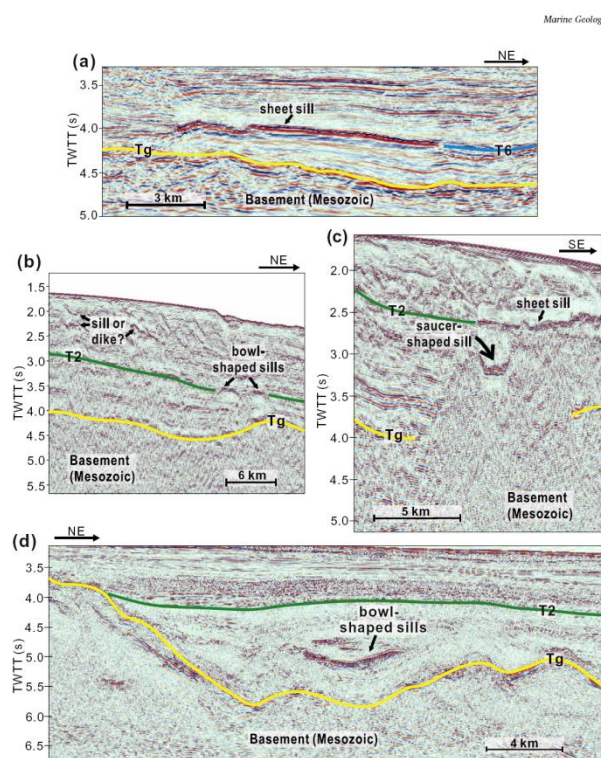 Marine Geolog
(a)
NE
3.5
sheet sill
TWTT (s)
4.0
Tg
T6
4.5
3 km
Basement (Mesozoic)
5.0
(b)
NE
1.5
2.0
sill or
dike?
2.5
TWTT (s)
T2
3.0
bowl-
shaped sills
3.5
4.0
Tg
4.5
5.0
Basement
(Mesozoic)
5.5
6 km
(c)
SE
2.0
sheet sill
T2
2.5
saucer-
shaped sill
TWTT (s)
3.0
3.5
Tg
4.0
4.5
Basement
(Mesozoic)
5 km
5.0
(d)
NE
3.5
T2
4.0
bowl-
shaped sills
4.5
TWTT (s)
5.0
Tg
5.5
6.0
Basement (Mesozoic)
4 km
6.5